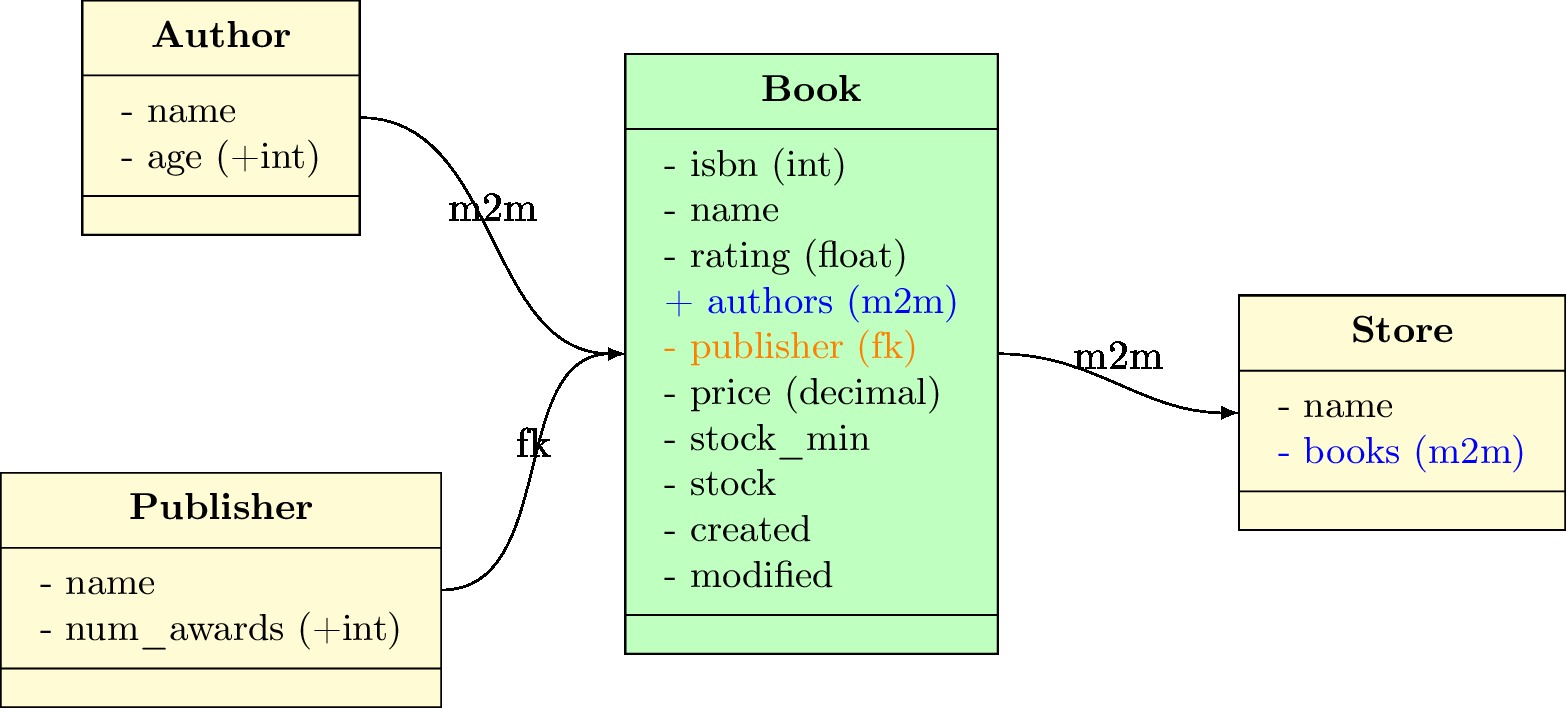 Author
- name
- age (+int)
m2m
Publisher
- name
- num_awards (+int)
fk
Book
- isbn (int)
- name
- rating (float)
+ authors (m2m)
- publisher (fk)
- price (decimal)
- stock_min
- stock
- created
- modified
m2m
Store
- name
- books (m2m)